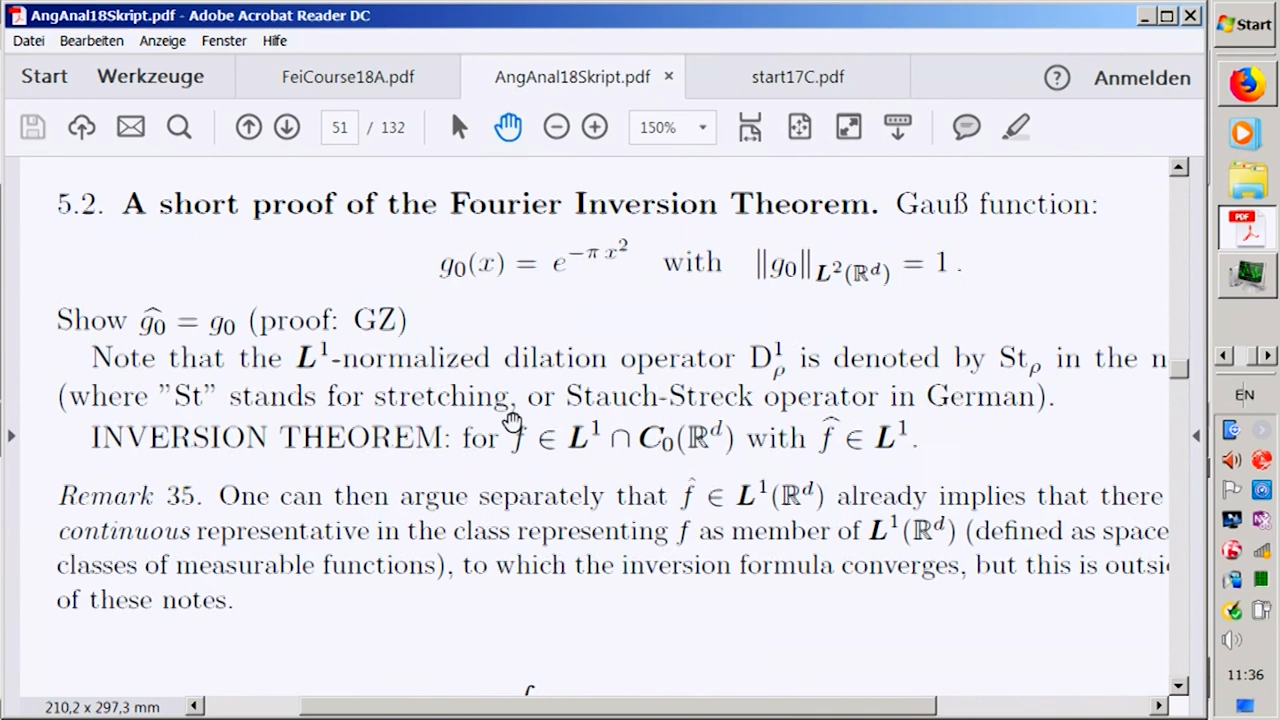 AngAnal18Skript.pdf - Adobe Acrobat Reader DC
Start
Datei Bearbeiten Anzeige Fenster Hilfe
Start Werkzeuge FeiCourse18A.pdf AngAnal18Skript.pdf × start17C.pdf ? Anmelden
51 / 132 150%
5.2. A short proof of the Fourier Inversion Theorem. Gauß function:
g₀(x) = e^{−π x²} with ‖g₀‖_{L²(ℝᵈ)} = 1 .
Show ĝ₀ = g₀ (proof: GZ)
Note that the L¹-normalized dilation operator D¹_ρ is denoted by St_ρ in the n
(where "St" stands for stretching, or Stauch-Streck operator in German).
INVERSION THEOREM: for f ∈ L¹ ∩ C₀(ℝᵈ) with f̂ ∈ L¹.
Remark 35. One can then argue separately that f̂ ∈ L¹(ℝᵈ) already implies that there
continuous representative in the class representing f as member of L¹(ℝᵈ) (defined as space
classes of measurable functions), to which the inversion formula converges, but this is outsi
of these notes.
210,2 x 297,3 mm
PDF
EN
11:36